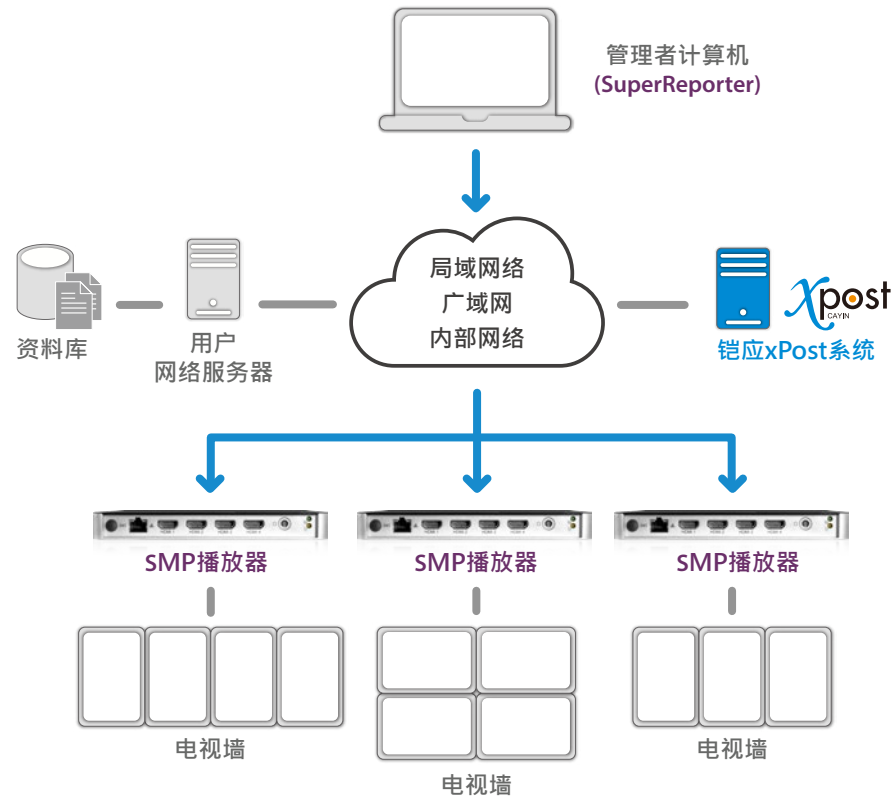 管理者计算机
(SuperReporter)
局域网络
广域网
内部网络
资料库
用户
网络服务器
xpost
CAYIN
铠应xPost系统
SMP播放器
SMP播放器
SMP播放器
电视墙
电视墙
电视墙